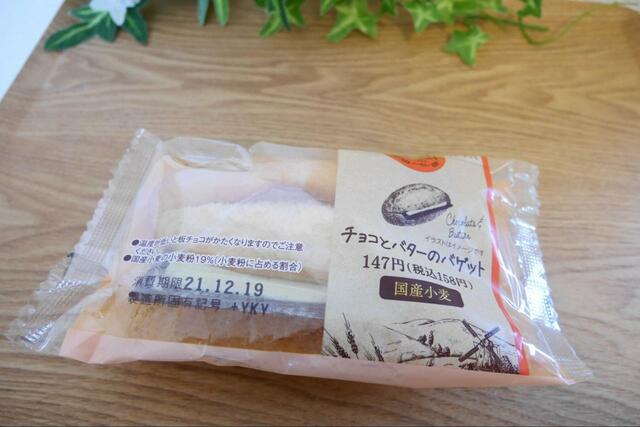 ●温度が低いと板チョコがかたくなりますのでご注意
ください。
●国産小麦の小麦粉19%(小麦粉に占める割合)
消費期限21.12.19
製造所固有記号 +YKY
Chocolate &
Butter
イラストはイメージです
チョコとバターのバゲット
147円(税込158円)
国産小麦